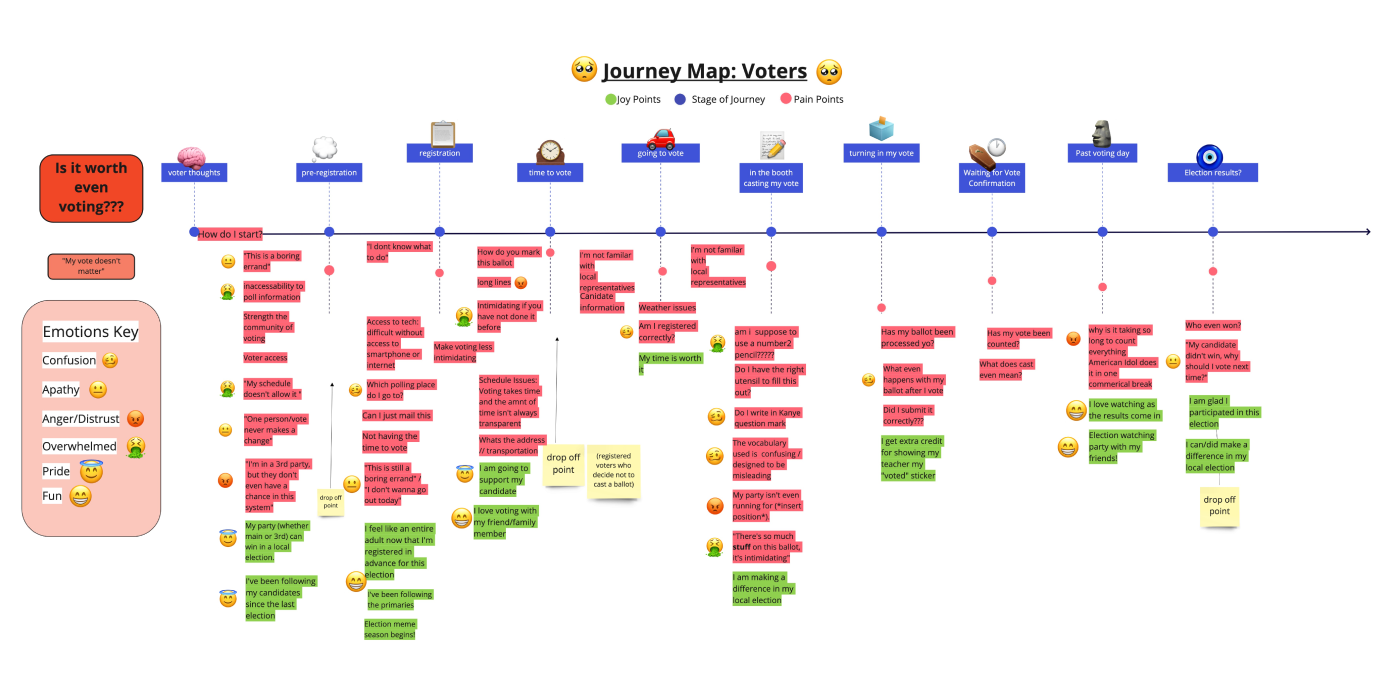 Journey Map: Voters
Joy Points
Stage of Journey
Pain Points
Is it worth
even
voting???
"My vote doesn't
matter"
Emotions Key
Confusion
Apathy
Anger/Distrust
Overwhelmed
Pride
Fun
voter thoughts
pre-registration
registration
time to vote
going to vote
in the booth
casting my vote
turning in my vote
Waiting for Vote
Confirmation
Past voting day
Election results?
How do I start?
"This is a boring
errand"
inaccessability to
poll information
Strength the
community of
voting
Voter access
"My schedule
doesn't allow it "
"One person/vote
never makes a
change"
"I'm in a 3rd party,
but they don't
even have a
chance in this
system"
My party (whether
main or 3rd) can
win in a local
election.
I've been following
my candidates
since the last
election
drop off
point
"I dont know what
to do"
Access to tech:
difficult without
access to
smartphone or
internet
Which polling place
do I go to?
Can I just mail this
Not having the
time to vote
"This is still a
boring errand" /
"I don't wanna go
out today"
I feel like an entire
adult now that I'm
registered in
advance for this
election
I've been following
the primaries
Election meme
season begins!
How do you mark
this ballot
long lines
Intimidating if you
have not done it
before
Make voting less
intimidating
Schedule Issues:
Voting takes time
and the amnt of
time isn't always
transparent
Whats the address
// transportation
I am going to
support my
candidate
I love voting with
my friend/family
member
drop off
point
(registered
voters who
decide not to
cast a ballot)
I'm not familar
with
local
representatives
Canidate
information
Weather issues
Am I registered
correctly?
My time is worth
it
I'm not familar
with
local
representatives
am i suppose to
use a number2
pencil?????
Do I have the right
utensil to fill this
out?
Do I write in Kanye
question mark
The vocabulary
used is confusing /
designed to be
misleading
My party isn't even
running for (*insert
position*).
"There's so much
stuff on this ballot,
it's intimidating"
I am making a
difference in my
local election
Has my ballot been
processed yo?
What even
happens with my
ballot after I vote
Did I submit it
correctly???
I get extra credit
for showing my
teacher my
"voted" sticker
Has my vote been
counted?
What does cast
even mean?
why is it taking so
long to count
everything
American Idol does
it in one
commerical break
i love watching as
the results come in
Election watching
party with my
friends!
Who even won?
"My candidate
didn't win, why
should I vote next
time?"
I am glad I
participated in this
election
I can/did make a
difference in my
local election
drop off
point